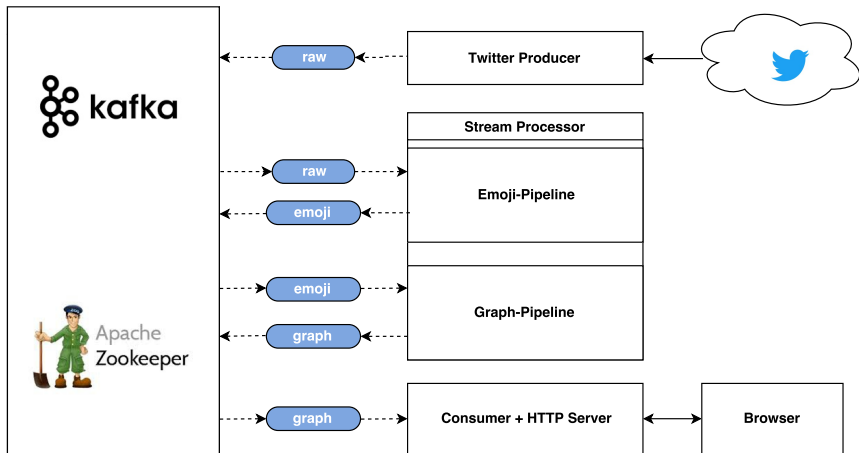 raw
Twitter Producer
kafka
Stream Processor
raw
Emoji-Pipeline
emoji
emoji
Graph-Pipeline
graph
Apache
Zookeeper
graph
Consumer + HTTP Server
Browser